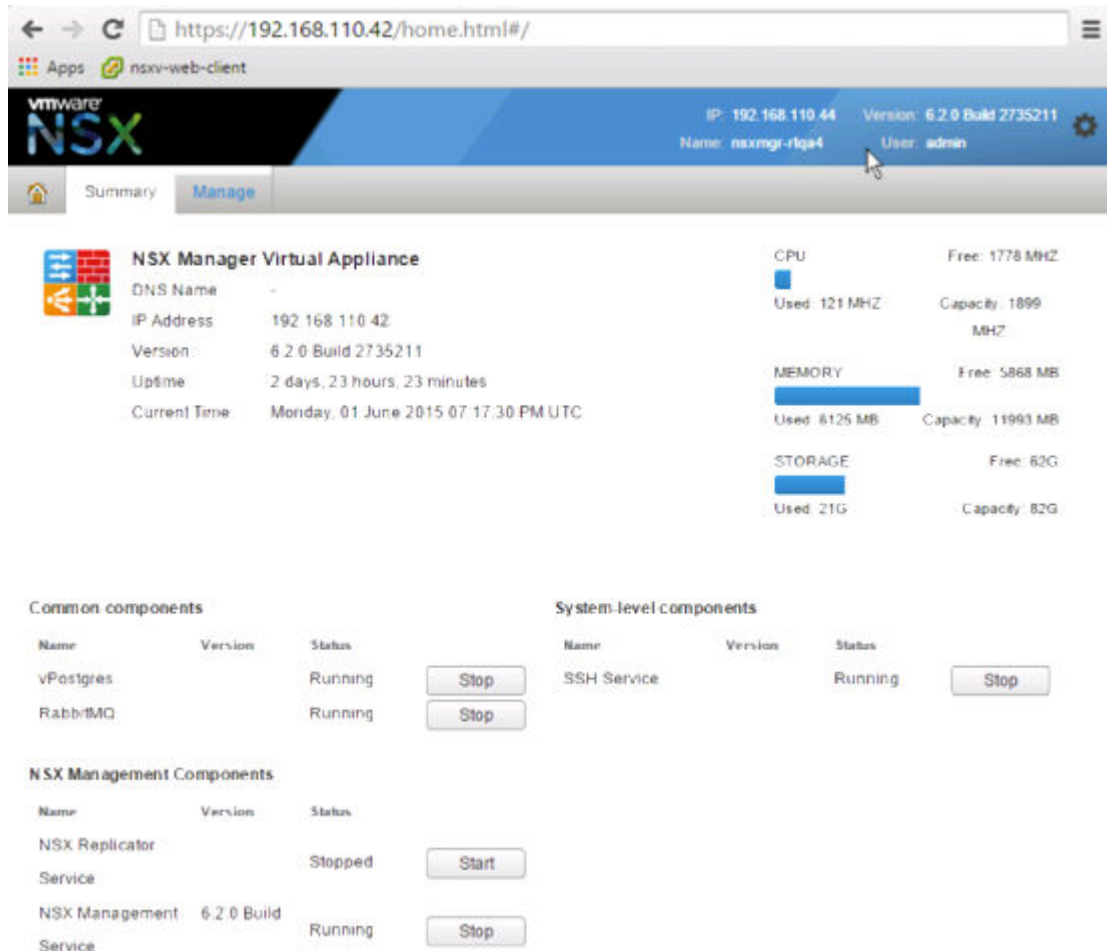 https://192.168.110.42/home.html#/
Apps nsxv-web-client
vmware
NSX
IP: 192.168.110.44 Version: 6.2.0 Build 2735211
Name: nsxmgr-rlqa4 User: admin
Summary Manage
NSX Manager Virtual Appliance
DNS Name -
IP Address 192.168.110.42
Version 6.2.0 Build 2735211
Uptime 2 days, 23 hours, 23 minutes
Current Time Monday, 01 June 2015 07:17:30 PM UTC
CPU Free: 1778 MHZ
Used: 121 MHZ Capacity: 1899
MHZ
MEMORY Free: 5868 MB
Used: 6125 MB Capacity: 11993 MB
STORAGE Free: 62G
Used: 21G Capacity: 82G
Common components
Name Version Status
vPostgres Running Stop
RabbitMQ Running Stop
System-level components
Name Version Status
SSH Service Running Stop
NSX Management Components
Name Version Status
NSX Replicator
Service Stopped Start
NSX Management 6.2.0 Build
Service Running Stop